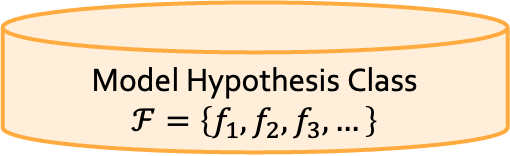 Model Hypothesis Class
ℱ = {𝑓₁, 𝑓₂, 𝑓₃, … }